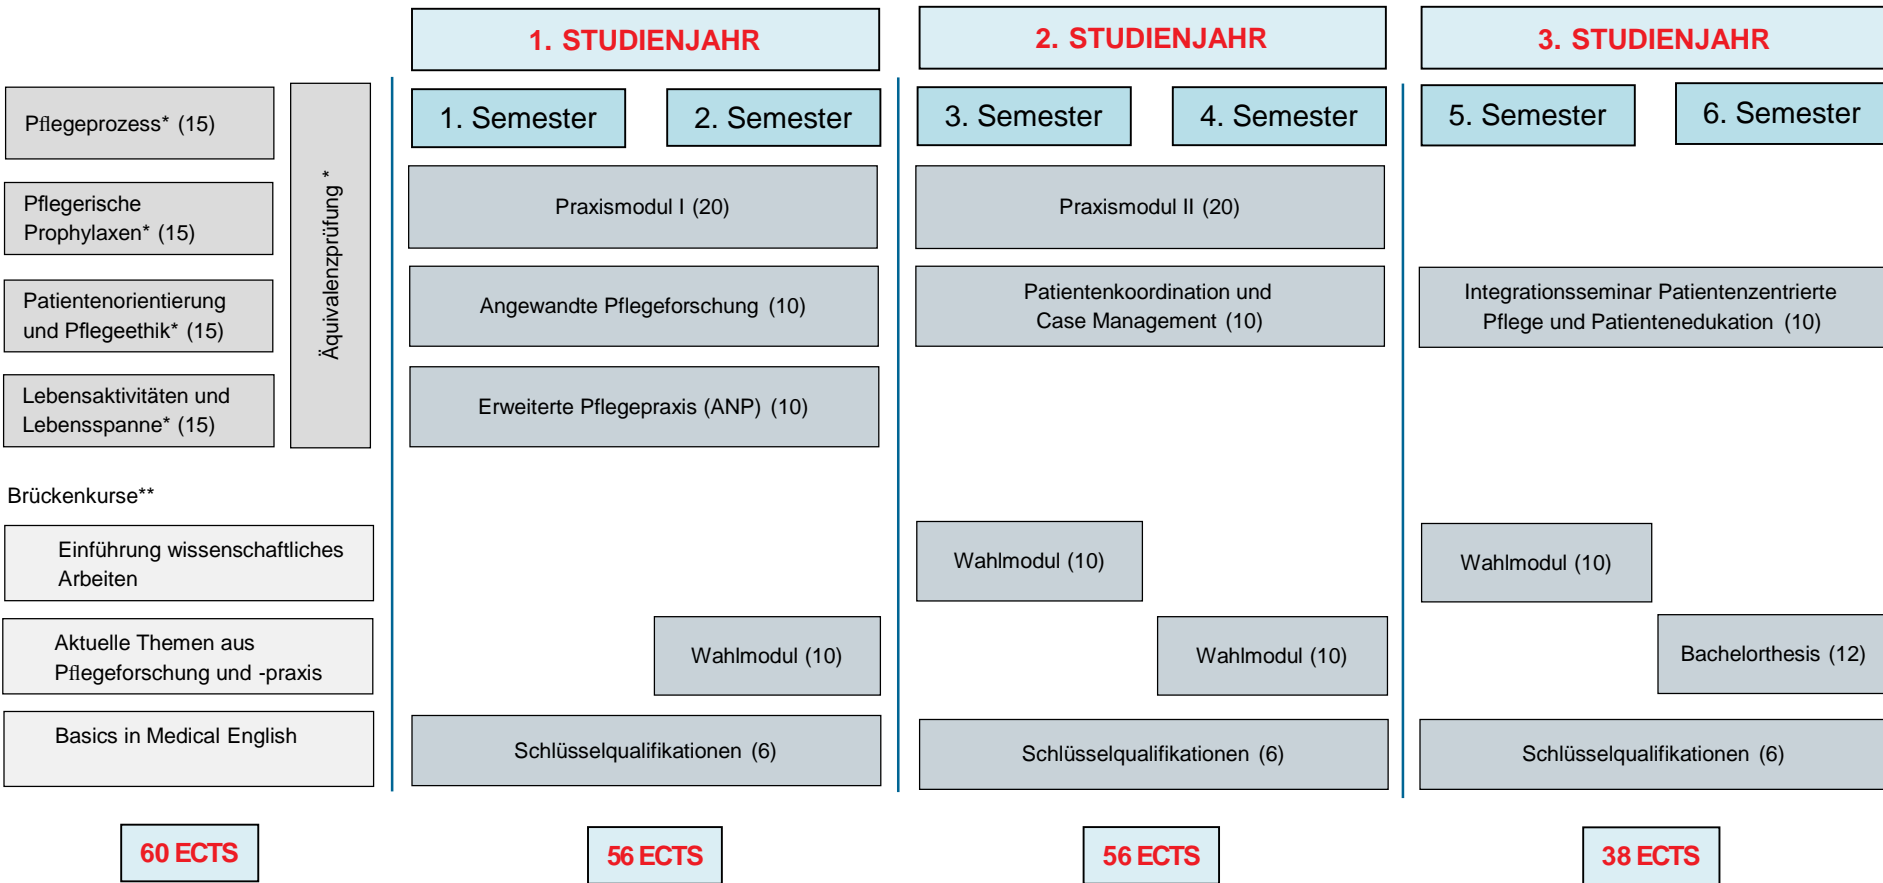 1. STUDIENJAHR
2. STUDIENJAHR
3. STUDIENJAHR
1. Semester
2. Semester
3. Semester
4. Semester
5. Semester
6. Semester
Pflegeprozess* (15)
Pflegerische
Prophylaxen* (15)
Patientenorientierung
und Pflegeethik* (15)
Lebensaktivitäten und
Lebensspanne* (15)
Äquivalenzprüfung *
Praxismodul I (20)
Praxismodul II (20)
Angewandte Pflegeforschung (10)
Patientenkoordination und
Case Management (10)
Integrationsseminar Patientenzentrierte
Pflege und Patientenedukation (10)
Erweiterte Pflegepraxis (ANP) (10)
Brückenkurse**
Einführung wissenschaftliches
Arbeiten
Wahlmodul (10)
Wahlmodul (10)
Aktuelle Themen aus
Pflegeforschung und -praxis
Wahlmodul (10)
Wahlmodul (10)
Bachelorthesis (12)
Basics in Medical English
Schlüsselqualifikationen (6)
Schlüsselqualifikationen (6)
Schlüsselqualifikationen (6)
60 ECTS
56 ECTS
56 ECTS
38 ECTS